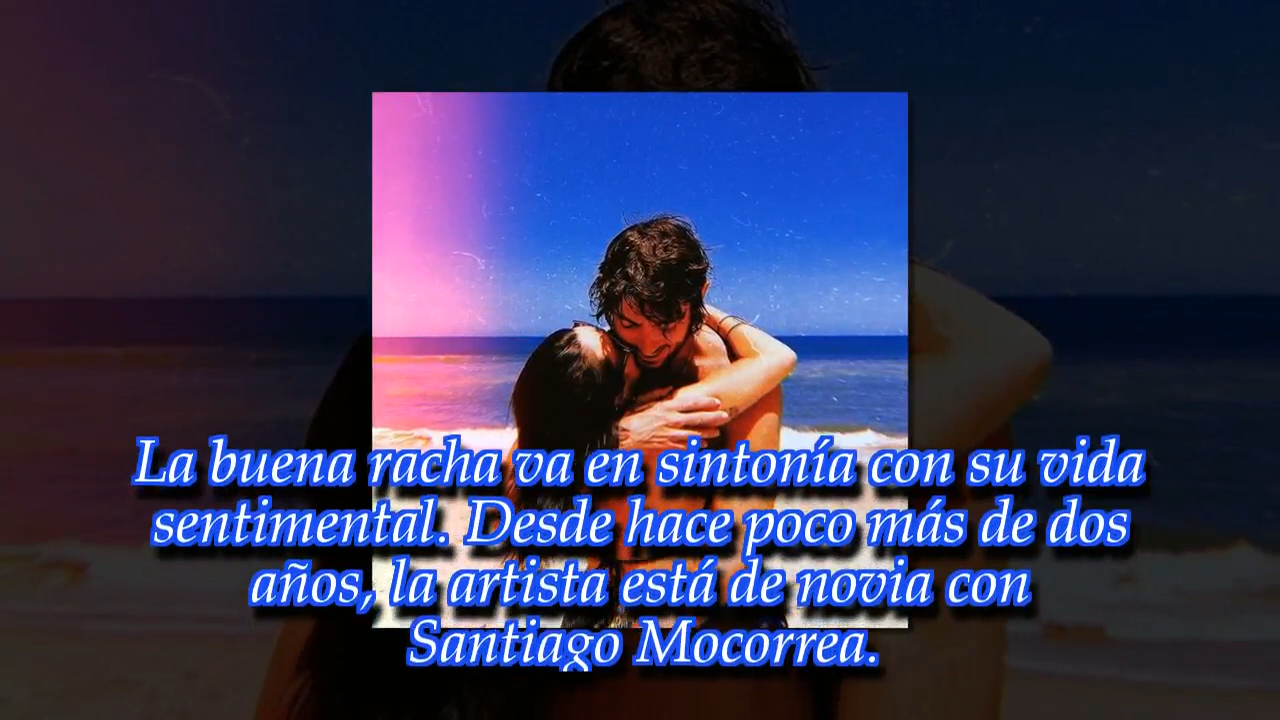 La buena racha va en sintonía con su vida
sentimental. Desde hace poco más de dos
años, la artista está de novia con
Santiago Mocorrea.